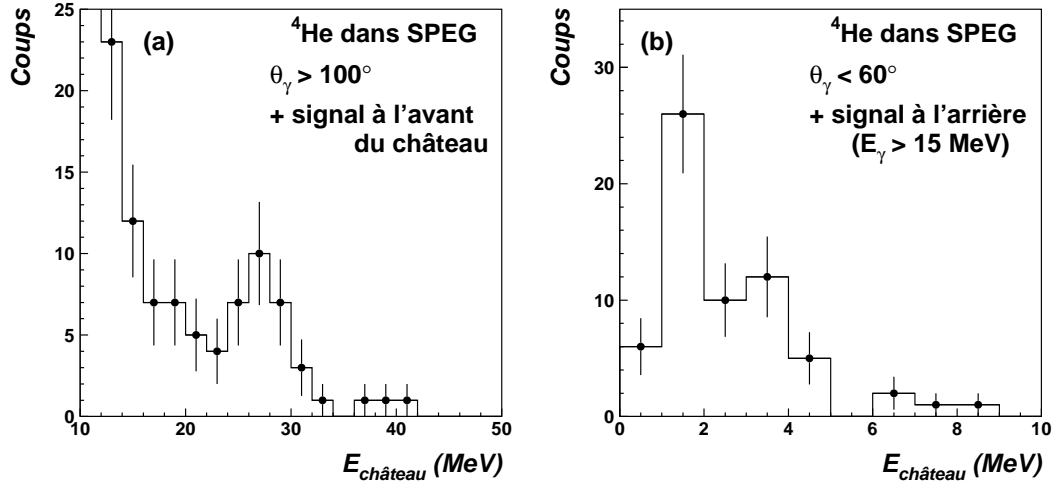 Coups
25
20
15
10
5
0
(a)
⁴He dans SPEG
θγ > 100°
+ signal à l'avant
du château
10
20
30
40
50
E château (MeV)
Coups
30
20
10
0
(b)
⁴He dans SPEG
θγ < 60°
+ signal à l'arrière
(Eγ > 15 MeV)
0
2
4
6
8
10
E château (MeV)